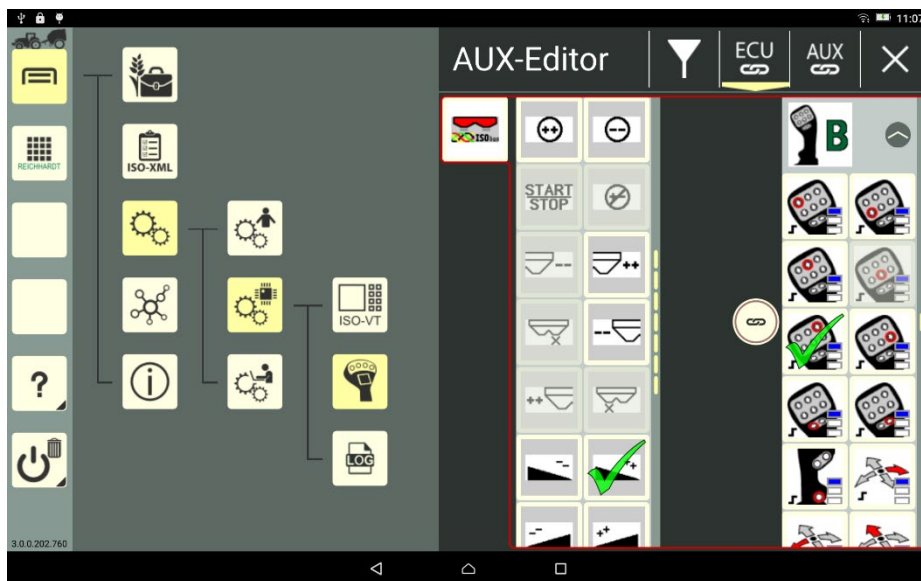 11:07
AUX-Editor
ECU
AUX
ISObus
B
REICHHARDT
ISO-XML
START
STOP
--
++
ISO-VT
--
?
++
LOG
--
++
--
++
3.0.0.202.760